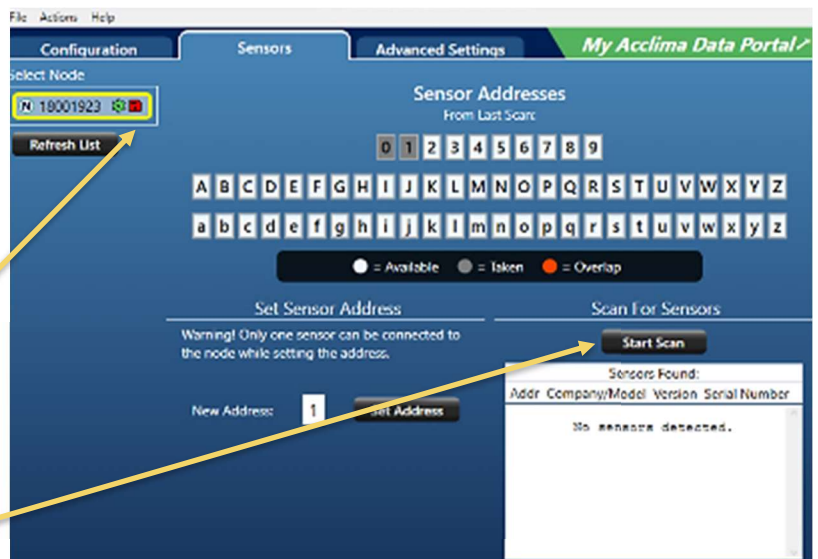 File Actions Help
Configuration Sensors Advanced Settings My Acclima Data Portal
Select Node
N 18001923
Refresh List
Sensor Addresses
From Last Scan:
0 1 2 3 4 5 6 7 8 9
A B C D E F G H I J K L M N O P Q R S T U V W X Y Z
a b c d e f g h i j k l m n o p q r s t u v w x y z
= Available = Taken = Overlap
Set Sensor Address
Warning! Only one sensor can be connected to
the node while setting the address.
New Address: 1 Set Address
Scan For Sensors
Start Scan
Sensors Found:
Addr Company/Model Version Serial Number
No sensors detected.